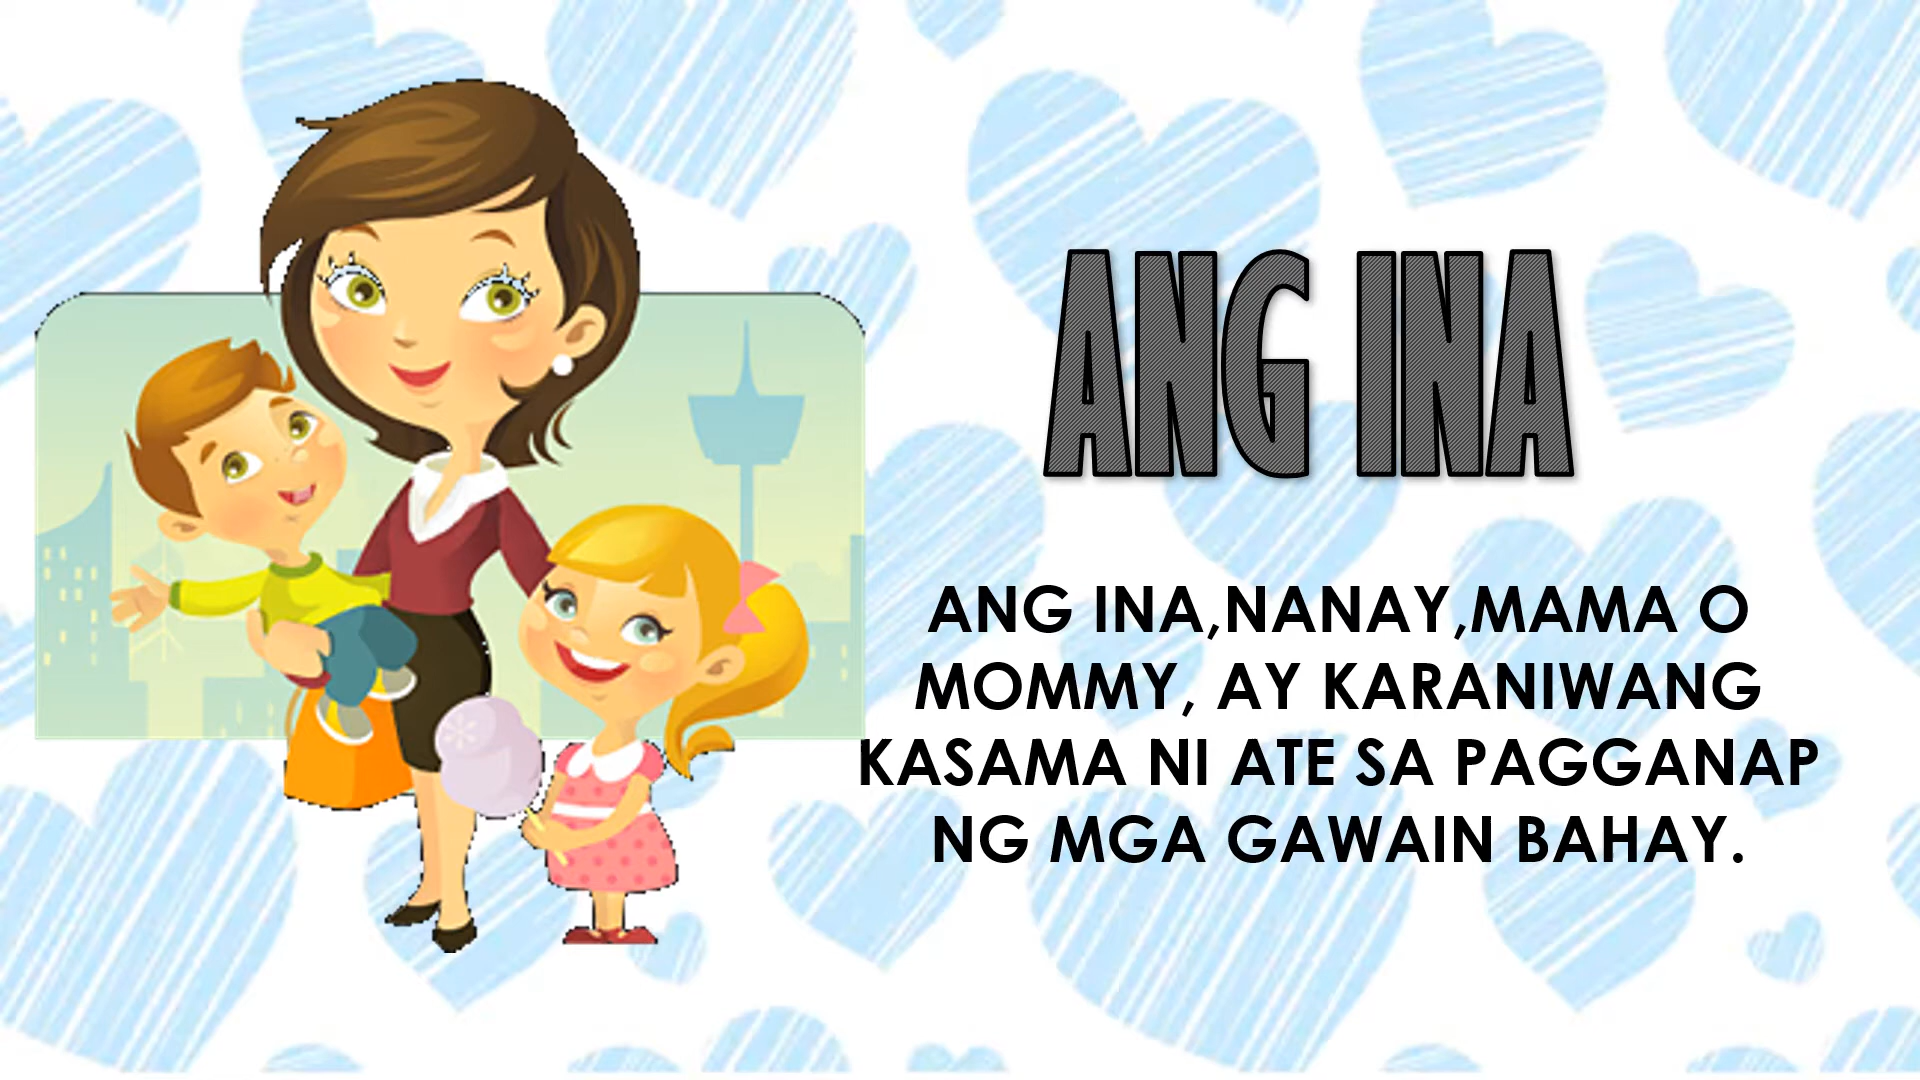 ANG INA
ANG INA,NANAY,MAMA O
MOMMY, AY KARANIWANG
KASAMA NI ATE SA PAGGANAP
NG MGA GAWAIN BAHAY.